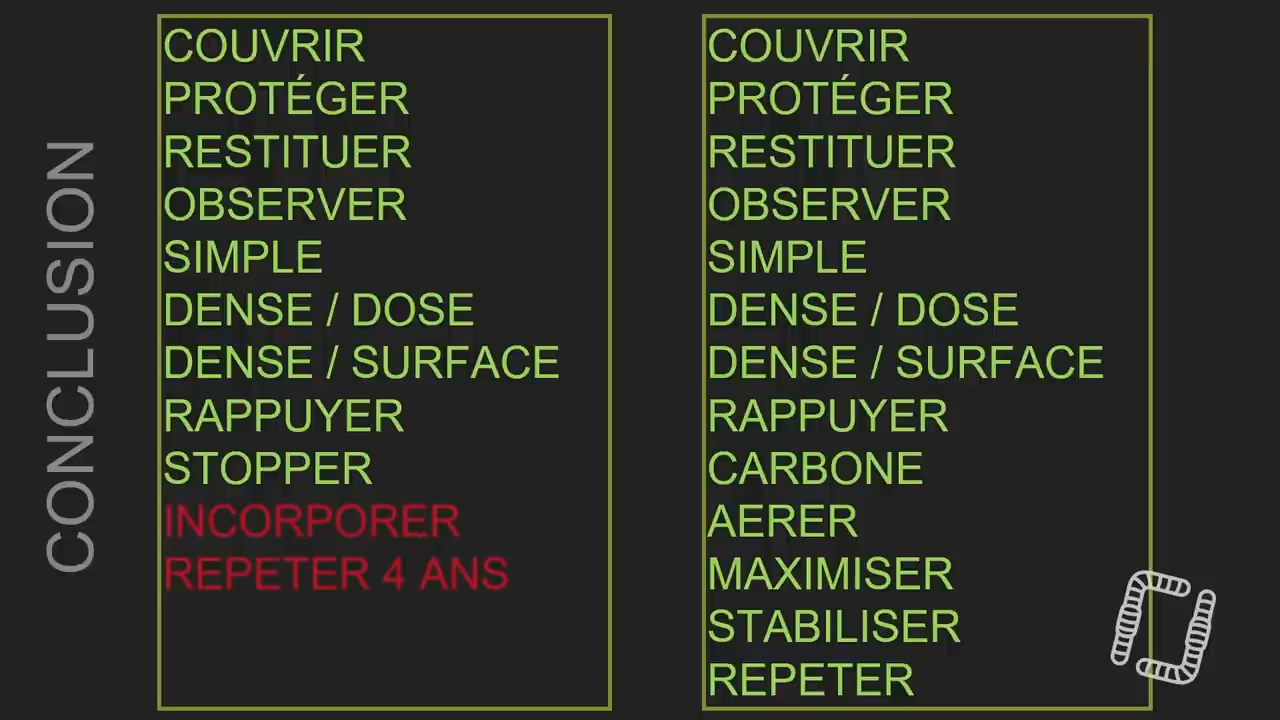 CONCLUSION
COUVRIR
PROTÉGER
RESTITUER
OBSERVER
SIMPLE
DENSE / DOSE
DENSE / SURFACE
RAPPUYER
STOPPER
INCORPORER
REPETER 4 ANS
COUVRIR
PROTÉGER
RESTITUER
OBSERVER
SIMPLE
DENSE / DOSE
DENSE / SURFACE
RAPPUYER
CARBONE
AERER
MAXIMISER
STABILISER
REPETER